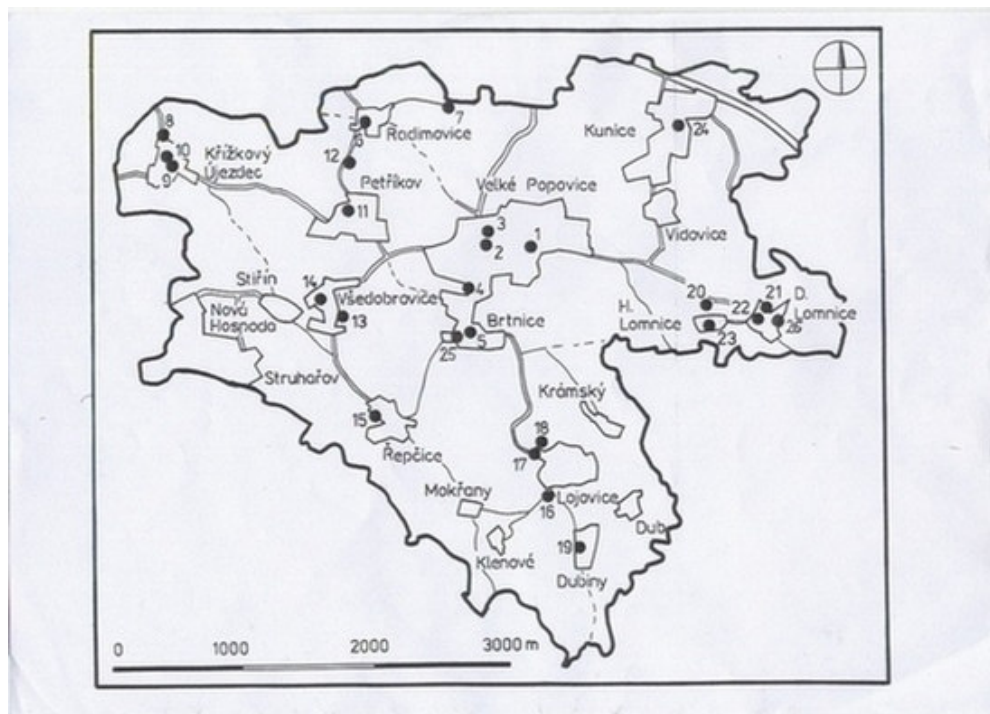 7
8
6
Radimovice
Kunice
24
10
Křížkový
Újezdec
12
9
Petříkov
Velké Popovice
11
3
1
2
Vidovice
Štiřín
14
Všedobrovice
4
20
21
D.
Lomnice
22
26
Nová
Hospoda
13
Brtnice
5
25
H.
Lomnice
23
Struhařov
Krámský
15
18
Řepčice
17
Mokřany
16
Lojovice
Dub
Klenové
19
Dubiny
0
1000
2000
3000 m